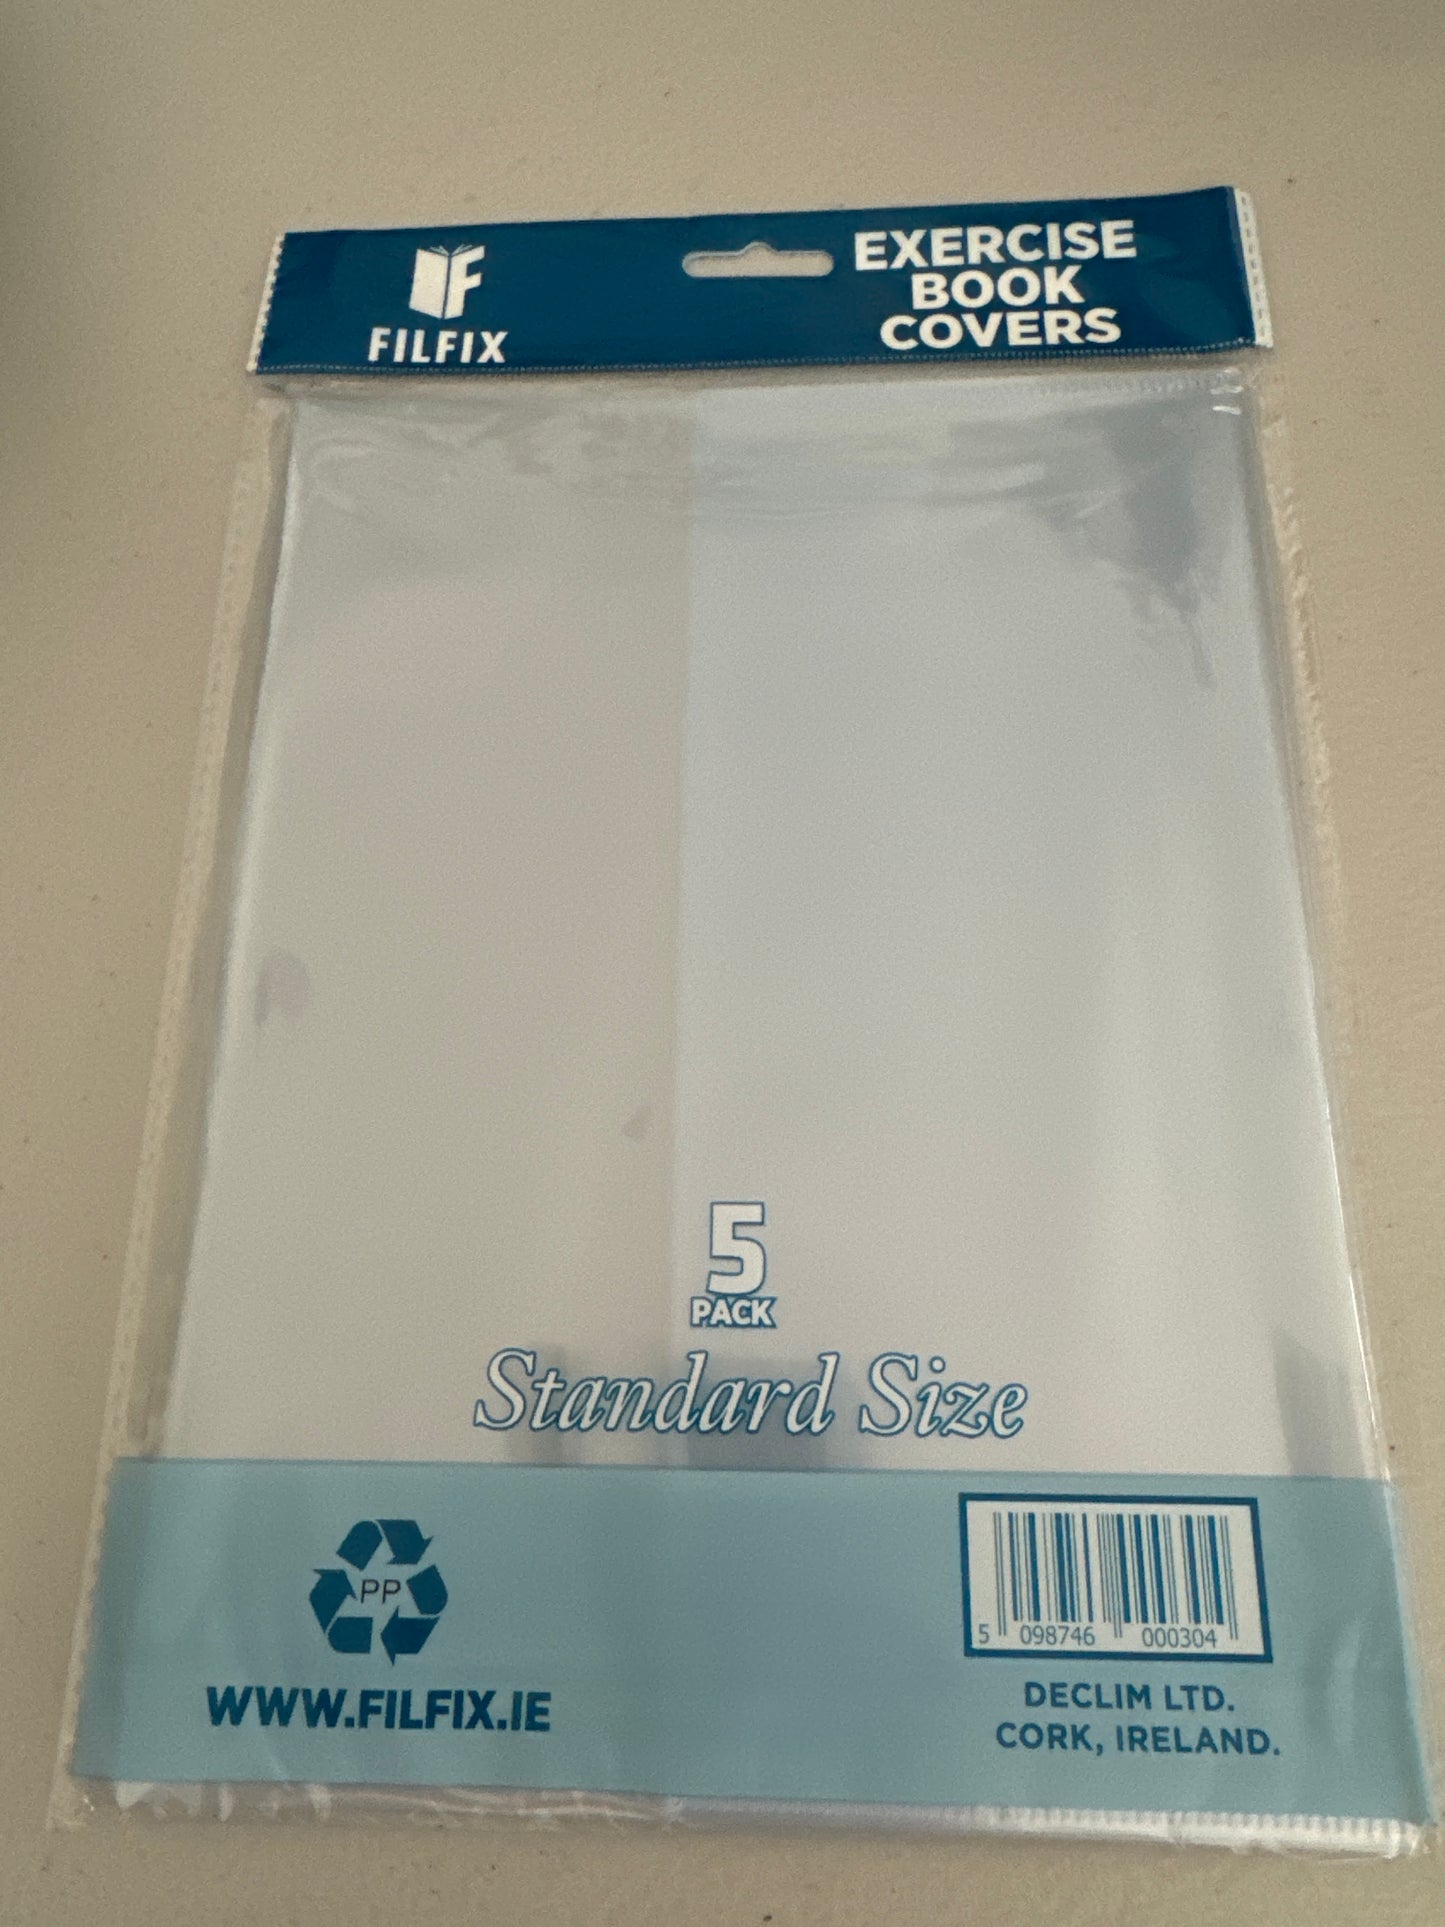 FILFIX
EXERCISE
BOOK
COVERS
5
PACK
Standard Size
PP
WWW.FILFIX.IE
5 098746 000304
DECLIM LTD.
CORK, IRELAND.